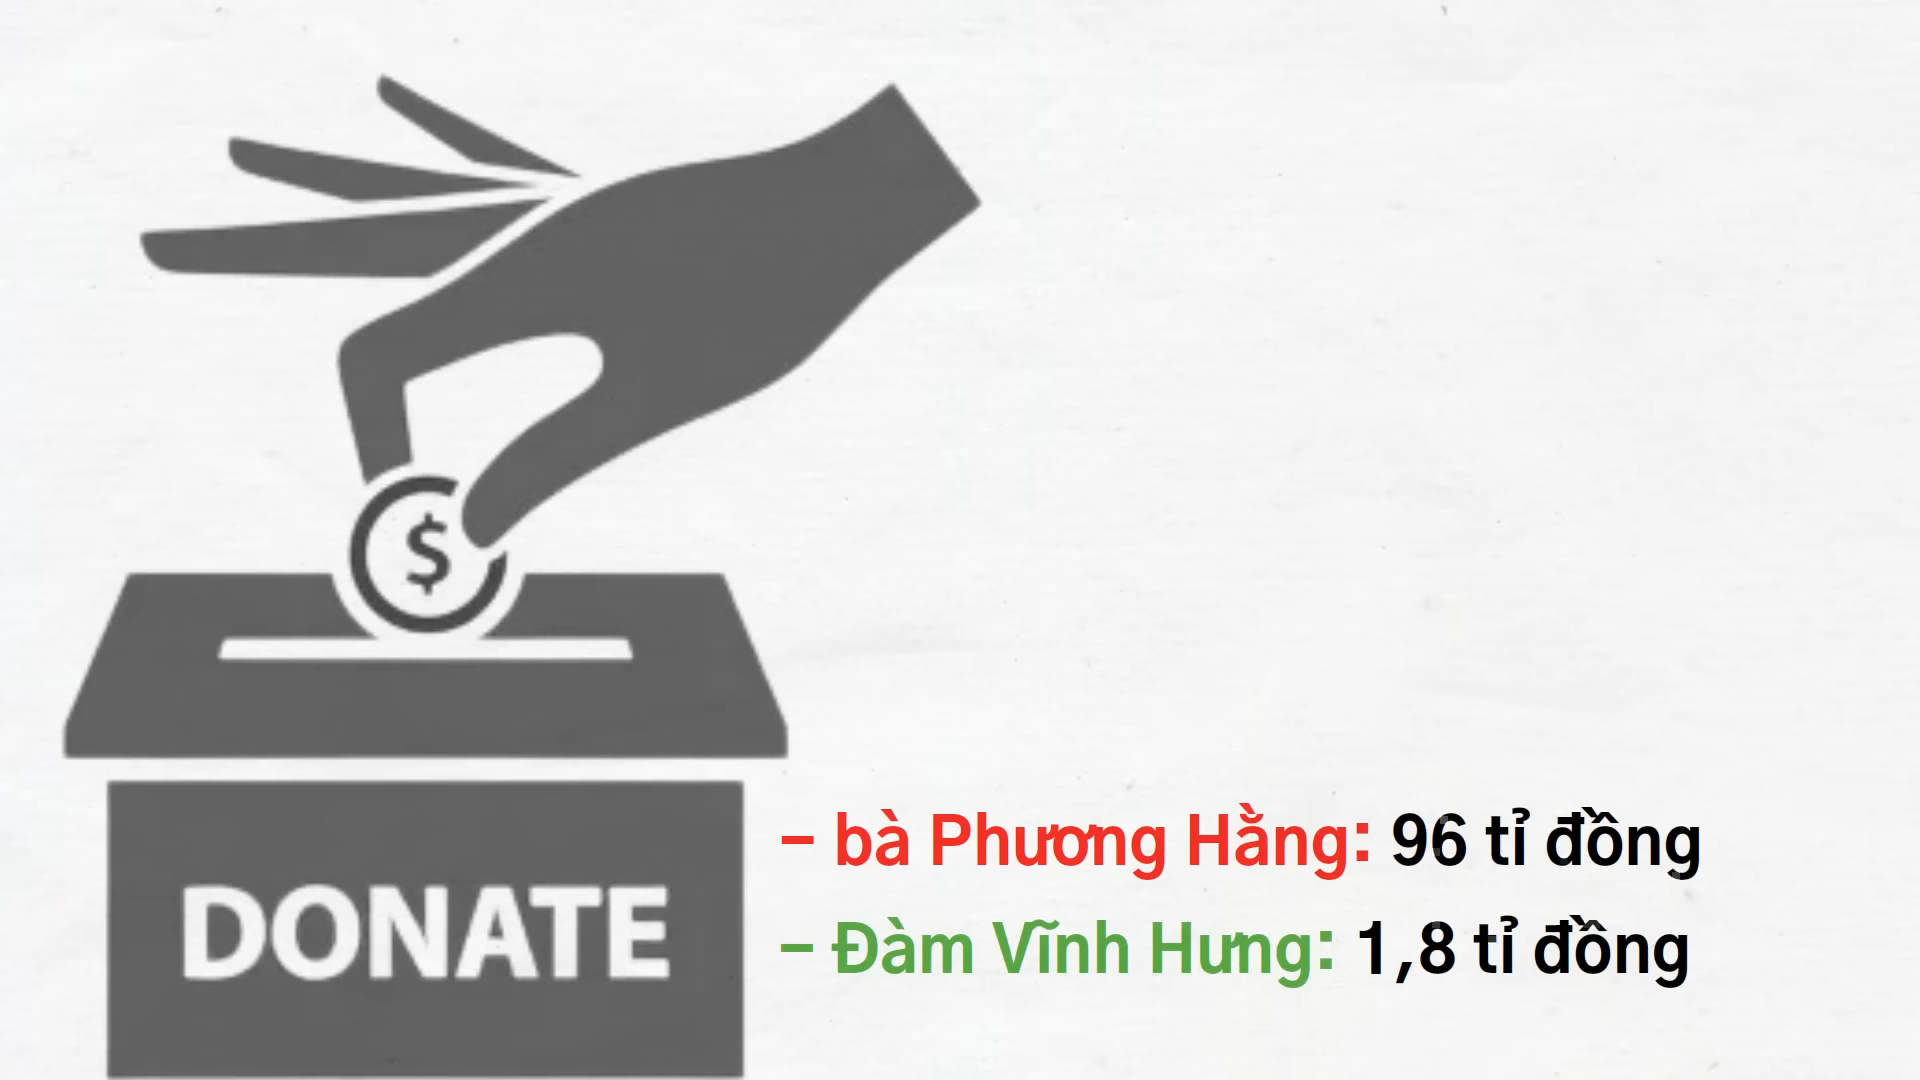 $
DONATE
– bà Phương Hằng: 96 tỉ đồng
– Đàm Vĩnh Hưng: 1,8 tỉ đồng